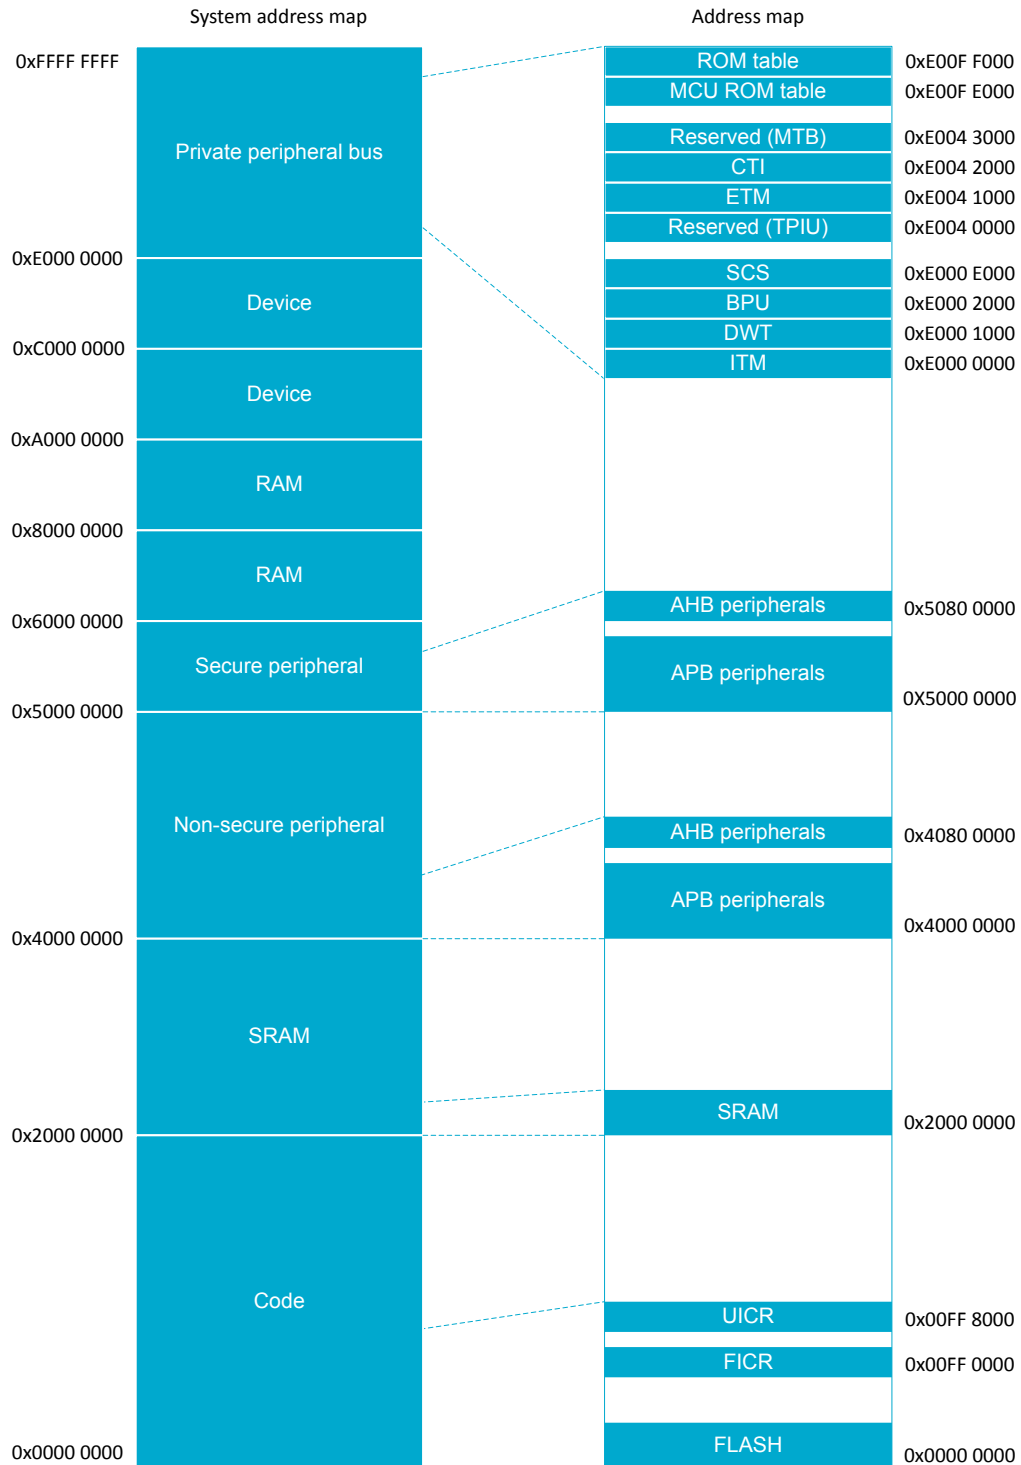 System address map
Address map
0xFFFF FFFF
Private peripheral bus
0xE000 0000
Device
0xC000 0000
Device
0xA000 0000
RAM
0x8000 0000
RAM
0x6000 0000
Secure peripheral
0x5000 0000
Non-secure peripheral
0x4000 0000
SRAM
0x2000 0000
Code
0x0000 0000
ROM table 0xE00F F000
MCU ROM table 0xE00F E000
Reserved (MTB) 0xE004 3000
CTI 0xE004 2000
ETM 0xE004 1000
Reserved (TPIU) 0xE004 0000
SCS 0xE000 E000
BPU 0xE000 2000
DWT 0xE000 1000
ITM 0xE000 0000
AHB peripherals 0x5080 0000
APB peripherals 0X5000 0000
AHB peripherals 0x4080 0000
APB peripherals 0x4000 0000
SRAM 0x2000 0000
UICR 0x00FF 8000
FICR 0x00FF 0000
FLASH 0x0000 0000